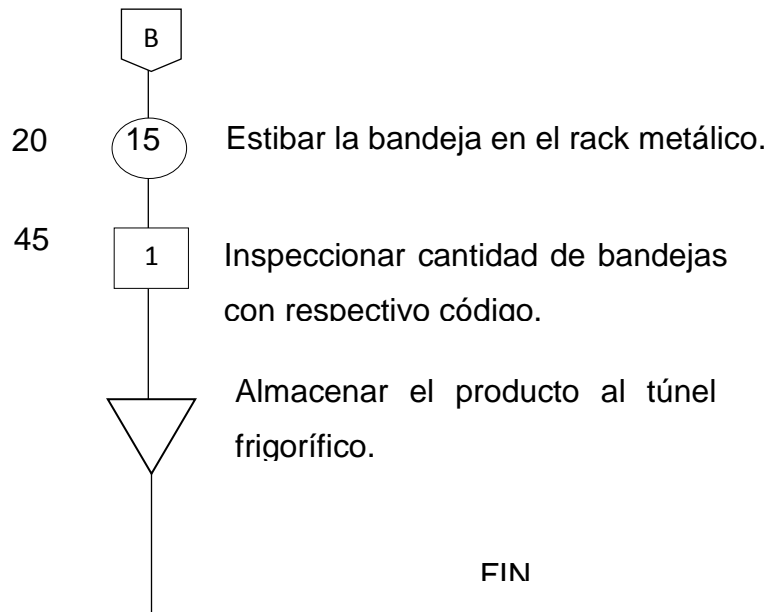 B
20 15 Estibar la bandeja en el rack metálico.
45 1 Inspeccionar cantidad de bandejas
con respectivo código.
Almacenar el producto al túnel
frigorífico.
FIN